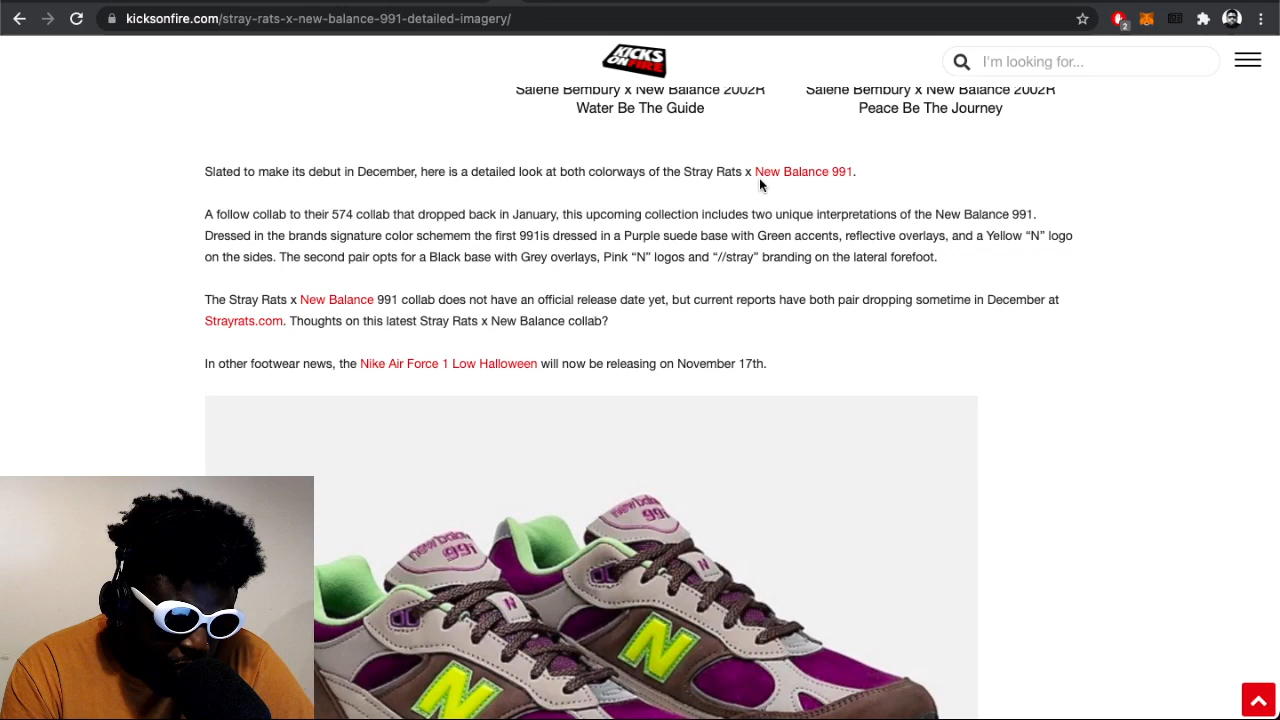 kicksonfire.com/stray-rats-x-new-balance-991-detailed-imagery/
2
KICKS
ON FIRE
I'm looking for...
Salehe Bembury x New Balance 2002R
Water Be The Guide
Salehe Bembury x New Balance 2002R
Peace Be The Journey
Slated to make its debut in December, here is a detailed look at both colorways of the Stray Rats x New Balance 991.
A follow collab to their 574 collab that dropped back in January, this upcoming collection includes two unique interpretations of the New Balance 991.
Dressed in the brands signature color schemem the first 991is dressed in a Purple suede base with Green accents, reflective overlays, and a Yellow “N” logo
on the sides. The second pair opts for a Black base with Grey overlays, Pink “N” logos and “//stray” branding on the lateral forefoot.
The Stray Rats x New Balance 991 collab does not have an official release date yet, but current reports have both pair dropping sometime in December at
Strayrats.com. Thoughts on this latest Stray Rats x New Balance collab?
In other footwear news, the Nike Air Force 1 Low Halloween will now be releasing on November 17th.
new balance
991
new balance
991
N
N
N
N